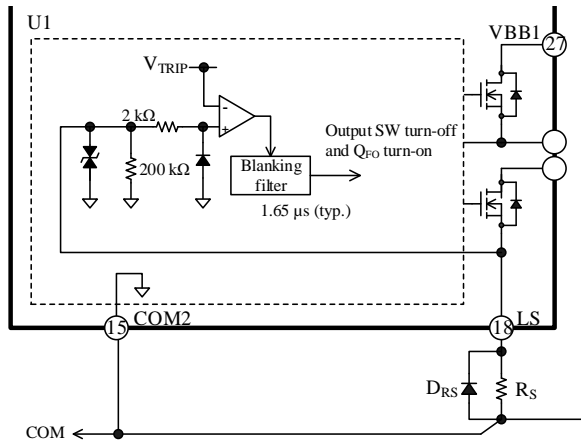 U1
VBB1
27
VTRIP
-
+
2 kΩ
200 kΩ
Blanking
filter
1.65 µs (typ.)
Output SW turn-off
and QFO turn-on
15
COM2
18
LS
DRS
RS
COM